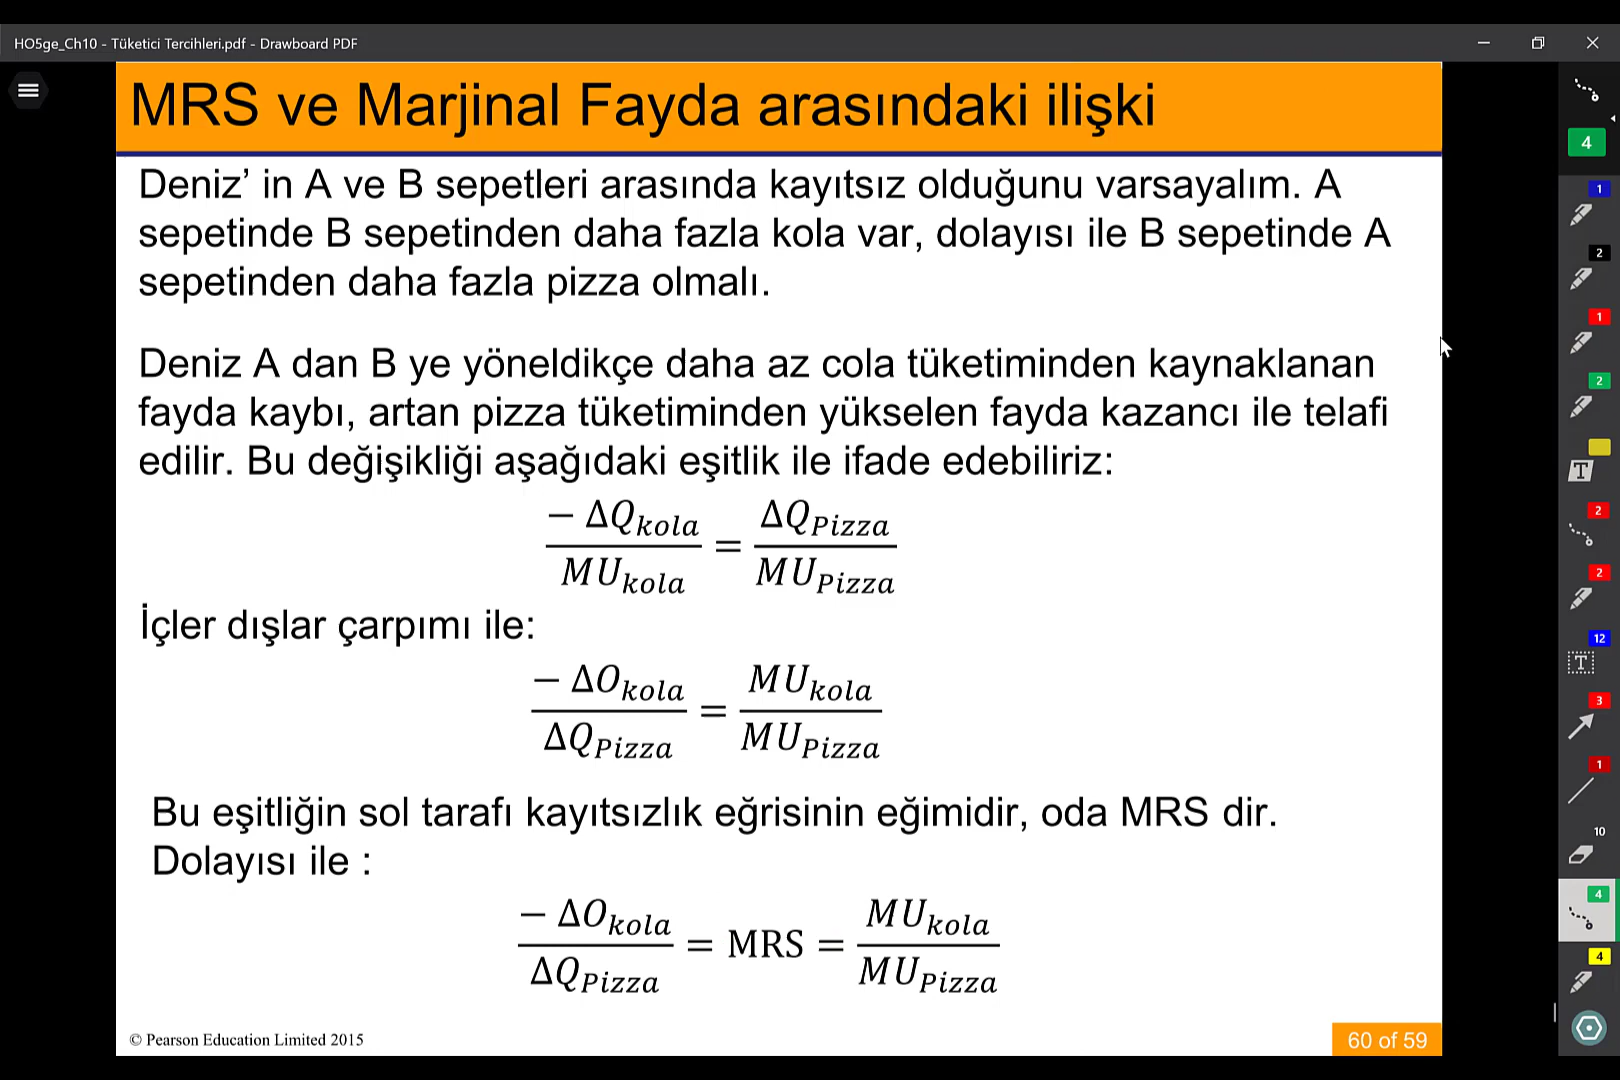 HO5ge_Ch10 - Tüketici Tercihleri.pdf - Drawboard PDF
MRS ve Marjinal Fayda arasındaki ilişki
Deniz’ in A ve B sepetleri arasında kayıtsız olduğunu varsayalım. A
sepetinde B sepetinden daha fazla kola var, dolayısı ile B sepetinde A
sepetinden daha fazla pizza olmalı.
Deniz A dan B ye yöneldikçe daha az cola tüketiminden kaynaklanan
fayda kaybı, artan pizza tüketiminden yükselen fayda kazancı ile telafi
edilir. Bu değişikliği aşağıdaki eşitlik ile ifade edebiliriz:
− ΔQkola / MUkola = ΔQPizza / MUPizza
İçler dışlar çarpımı ile:
− ΔOkola / ΔQPizza = MUkola / MUPizza
Bu eşitliğin sol tarafı kayıtsızlık eğrisinin eğimidir, oda MRS dir.
Dolayısı ile :
− ΔOkola / ΔQPizza = MRS = MUkola / MUPizza
© Pearson Education Limited 2015
60 of 59
4
1
2
1
2
T
2
2
12
T
3
1
10
4
4